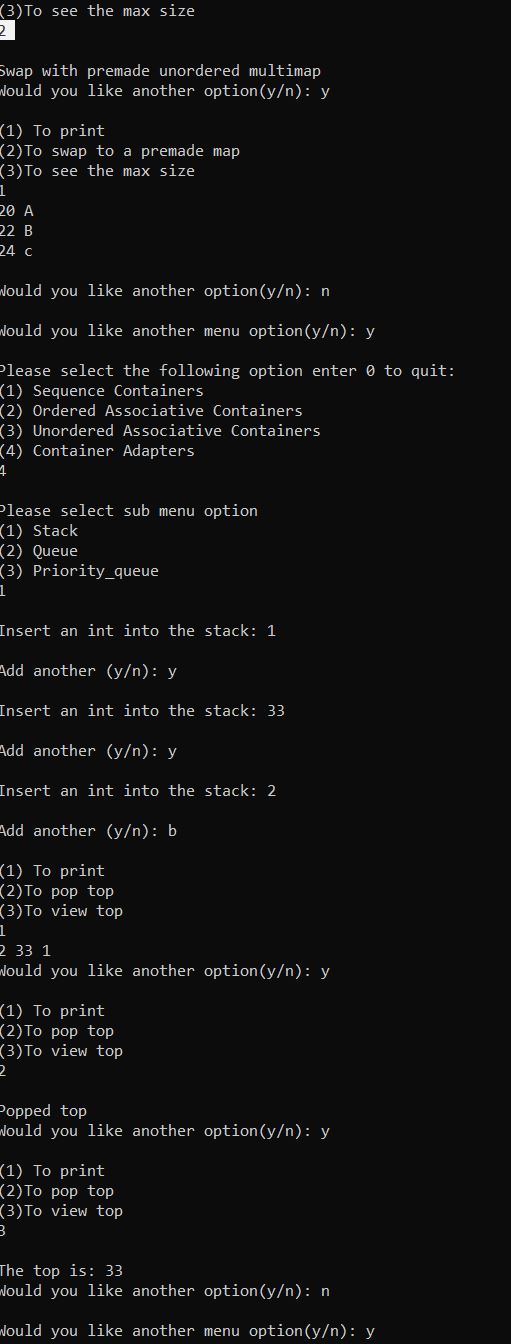 (3)To see the max size
2
Swap with premade unordered multimap
Would you like another option(y/n): y
(1) To print
(2)To swap to a premade map
(3)To see the max size
1
20 A
22 B
24 c
Would you like another option(y/n): n
Would you like another menu option(y/n): y
Please select the following option enter 0 to quit:
(1) Sequence Containers
(2) Ordered Associative Containers
(3) Unordered Associative Containers
(4) Container Adapters
4
Please select sub menu option
(1) Stack
(2) Queue
(3) Priority_queue
1
Insert an int into the stack: 1
Add another (y/n): y
Insert an int into the stack: 33
Add another (y/n): y
Insert an int into the stack: 2
Add another (y/n): b
(1) To print
(2)To pop top
(3)To view top
1
2 33 1
Would you like another option(y/n): y
(1) To print
(2)To pop top
(3)To view top
2
Popped top
Would you like another option(y/n): y
(1) To print
(2)To pop top
(3)To view top
3
The top is: 33
Would you like another option(y/n): n
Would you like another menu option(y/n): y